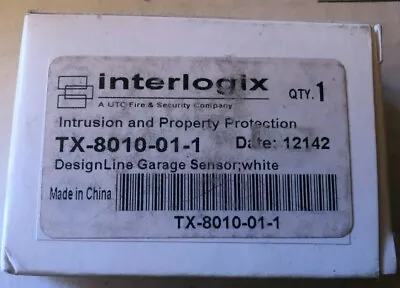 interlogix
QTY. 1
A UTC Fire & Security Company
Intrusion and Property Protection
TX-8010-01-1 Date: 12142
DesignLine Garage Sensor;white
Made in China
TX-8010-01-1